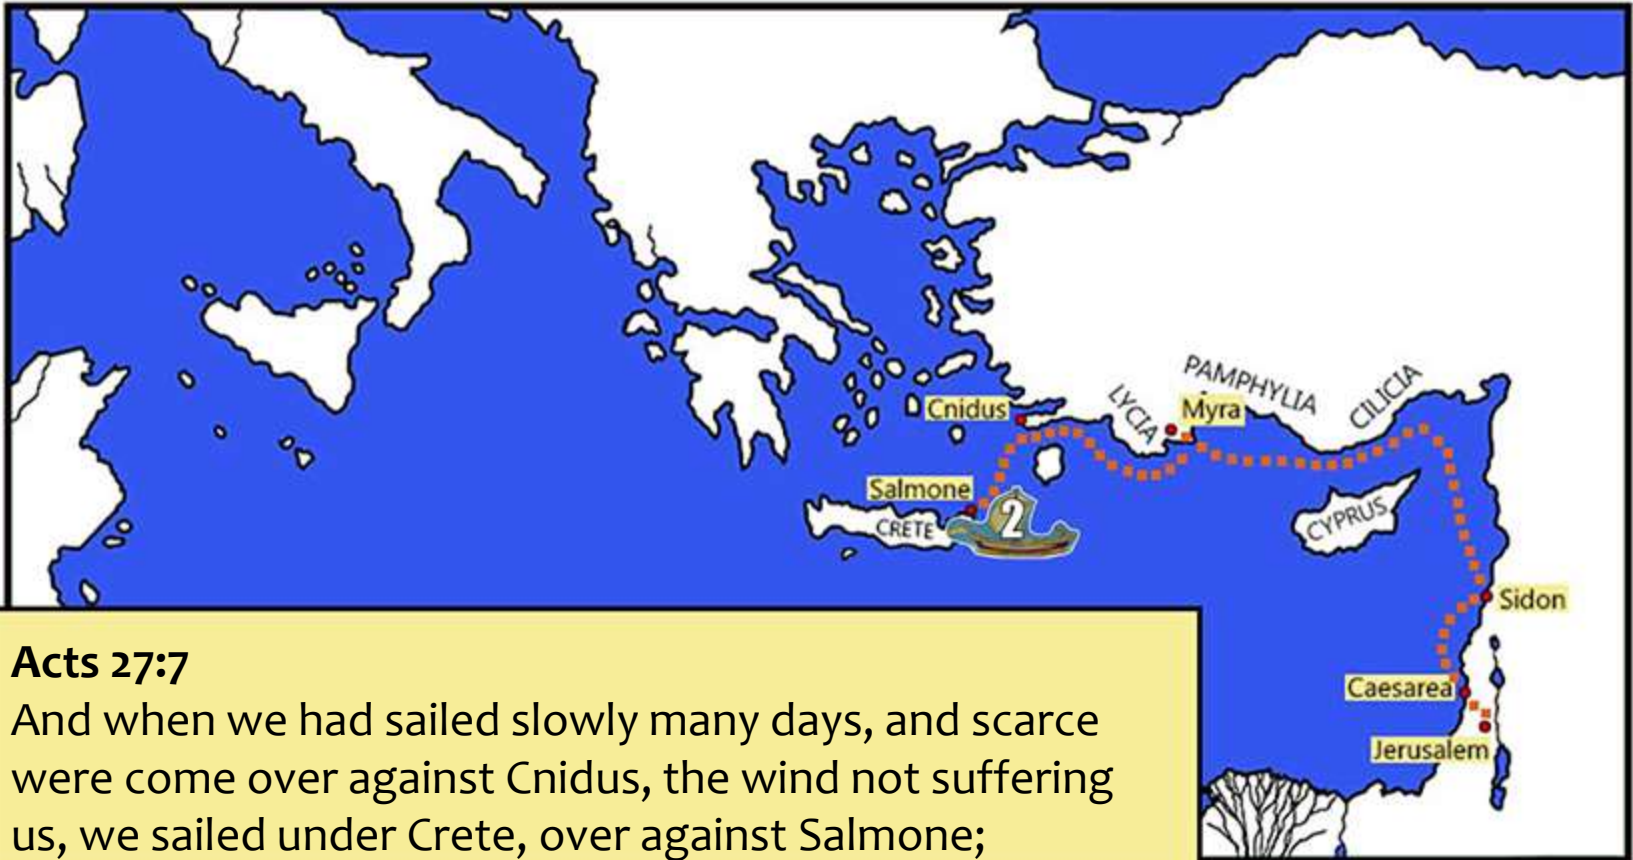 PAMPHYLIA
CILICIA
LYCIA
Myra
Cnidus
Salmone
CRETE
2
CYPRUS
Sidon
Caesarea
Jerusalem
Acts 27:7
And when we had sailed slowly many days, and scarce
were come over against Cnidus, the wind not suffering
us, we sailed under Crete, over against Salmone;